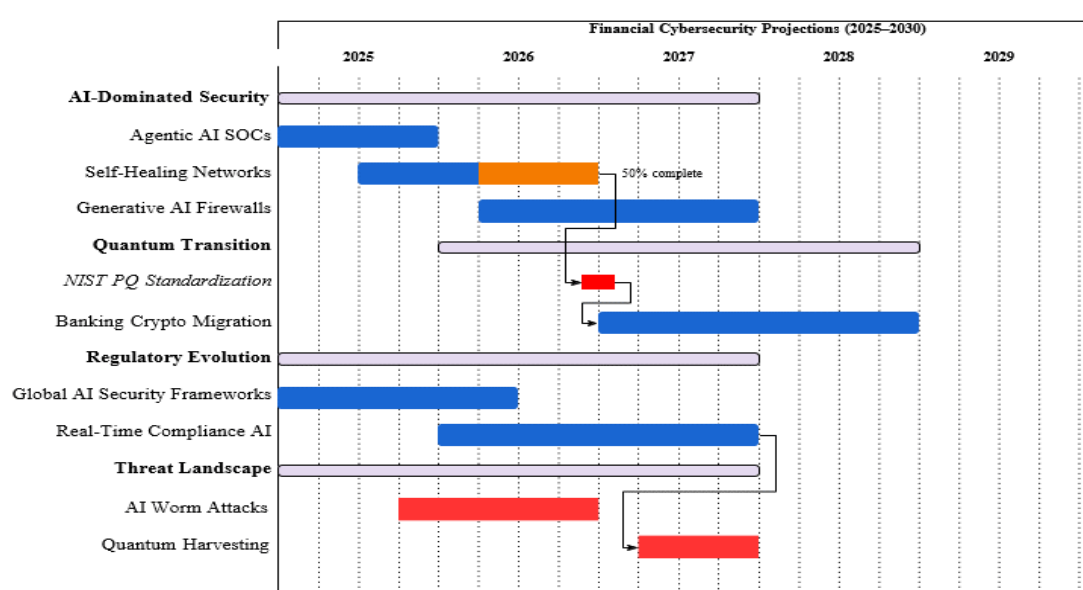 Financial Cybersecurity Projections (2025–2030)
2025 2026 2027 2028 2029
AI-Dominated Security
Agentic AI SOCs
Self-Healing Networks 50% complete
Generative AI Firewalls
Quantum Transition
NIST PQ Standardization
Banking Crypto Migration
Regulatory Evolution
Global AI Security Frameworks
Real-Time Compliance AI
Threat Landscape
AI Worm Attacks
Quantum Harvesting